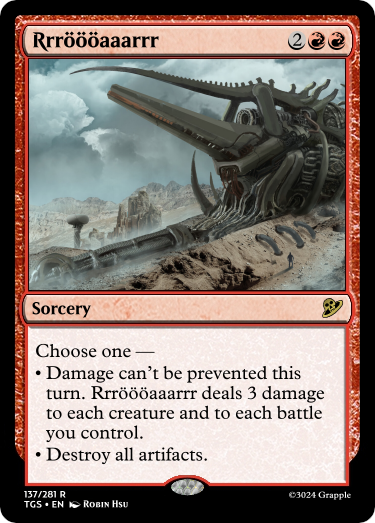 Rrröööaaarrr 2
Sorcery
Choose one —
• Damage can't be prevented this
turn. Rrröööaaarrr deals 3 damage
to each creature and to each battle
you control.
• Destroy all artifacts.
137/281 R
TGS • EN Robin Hsu
©3024 Grapple